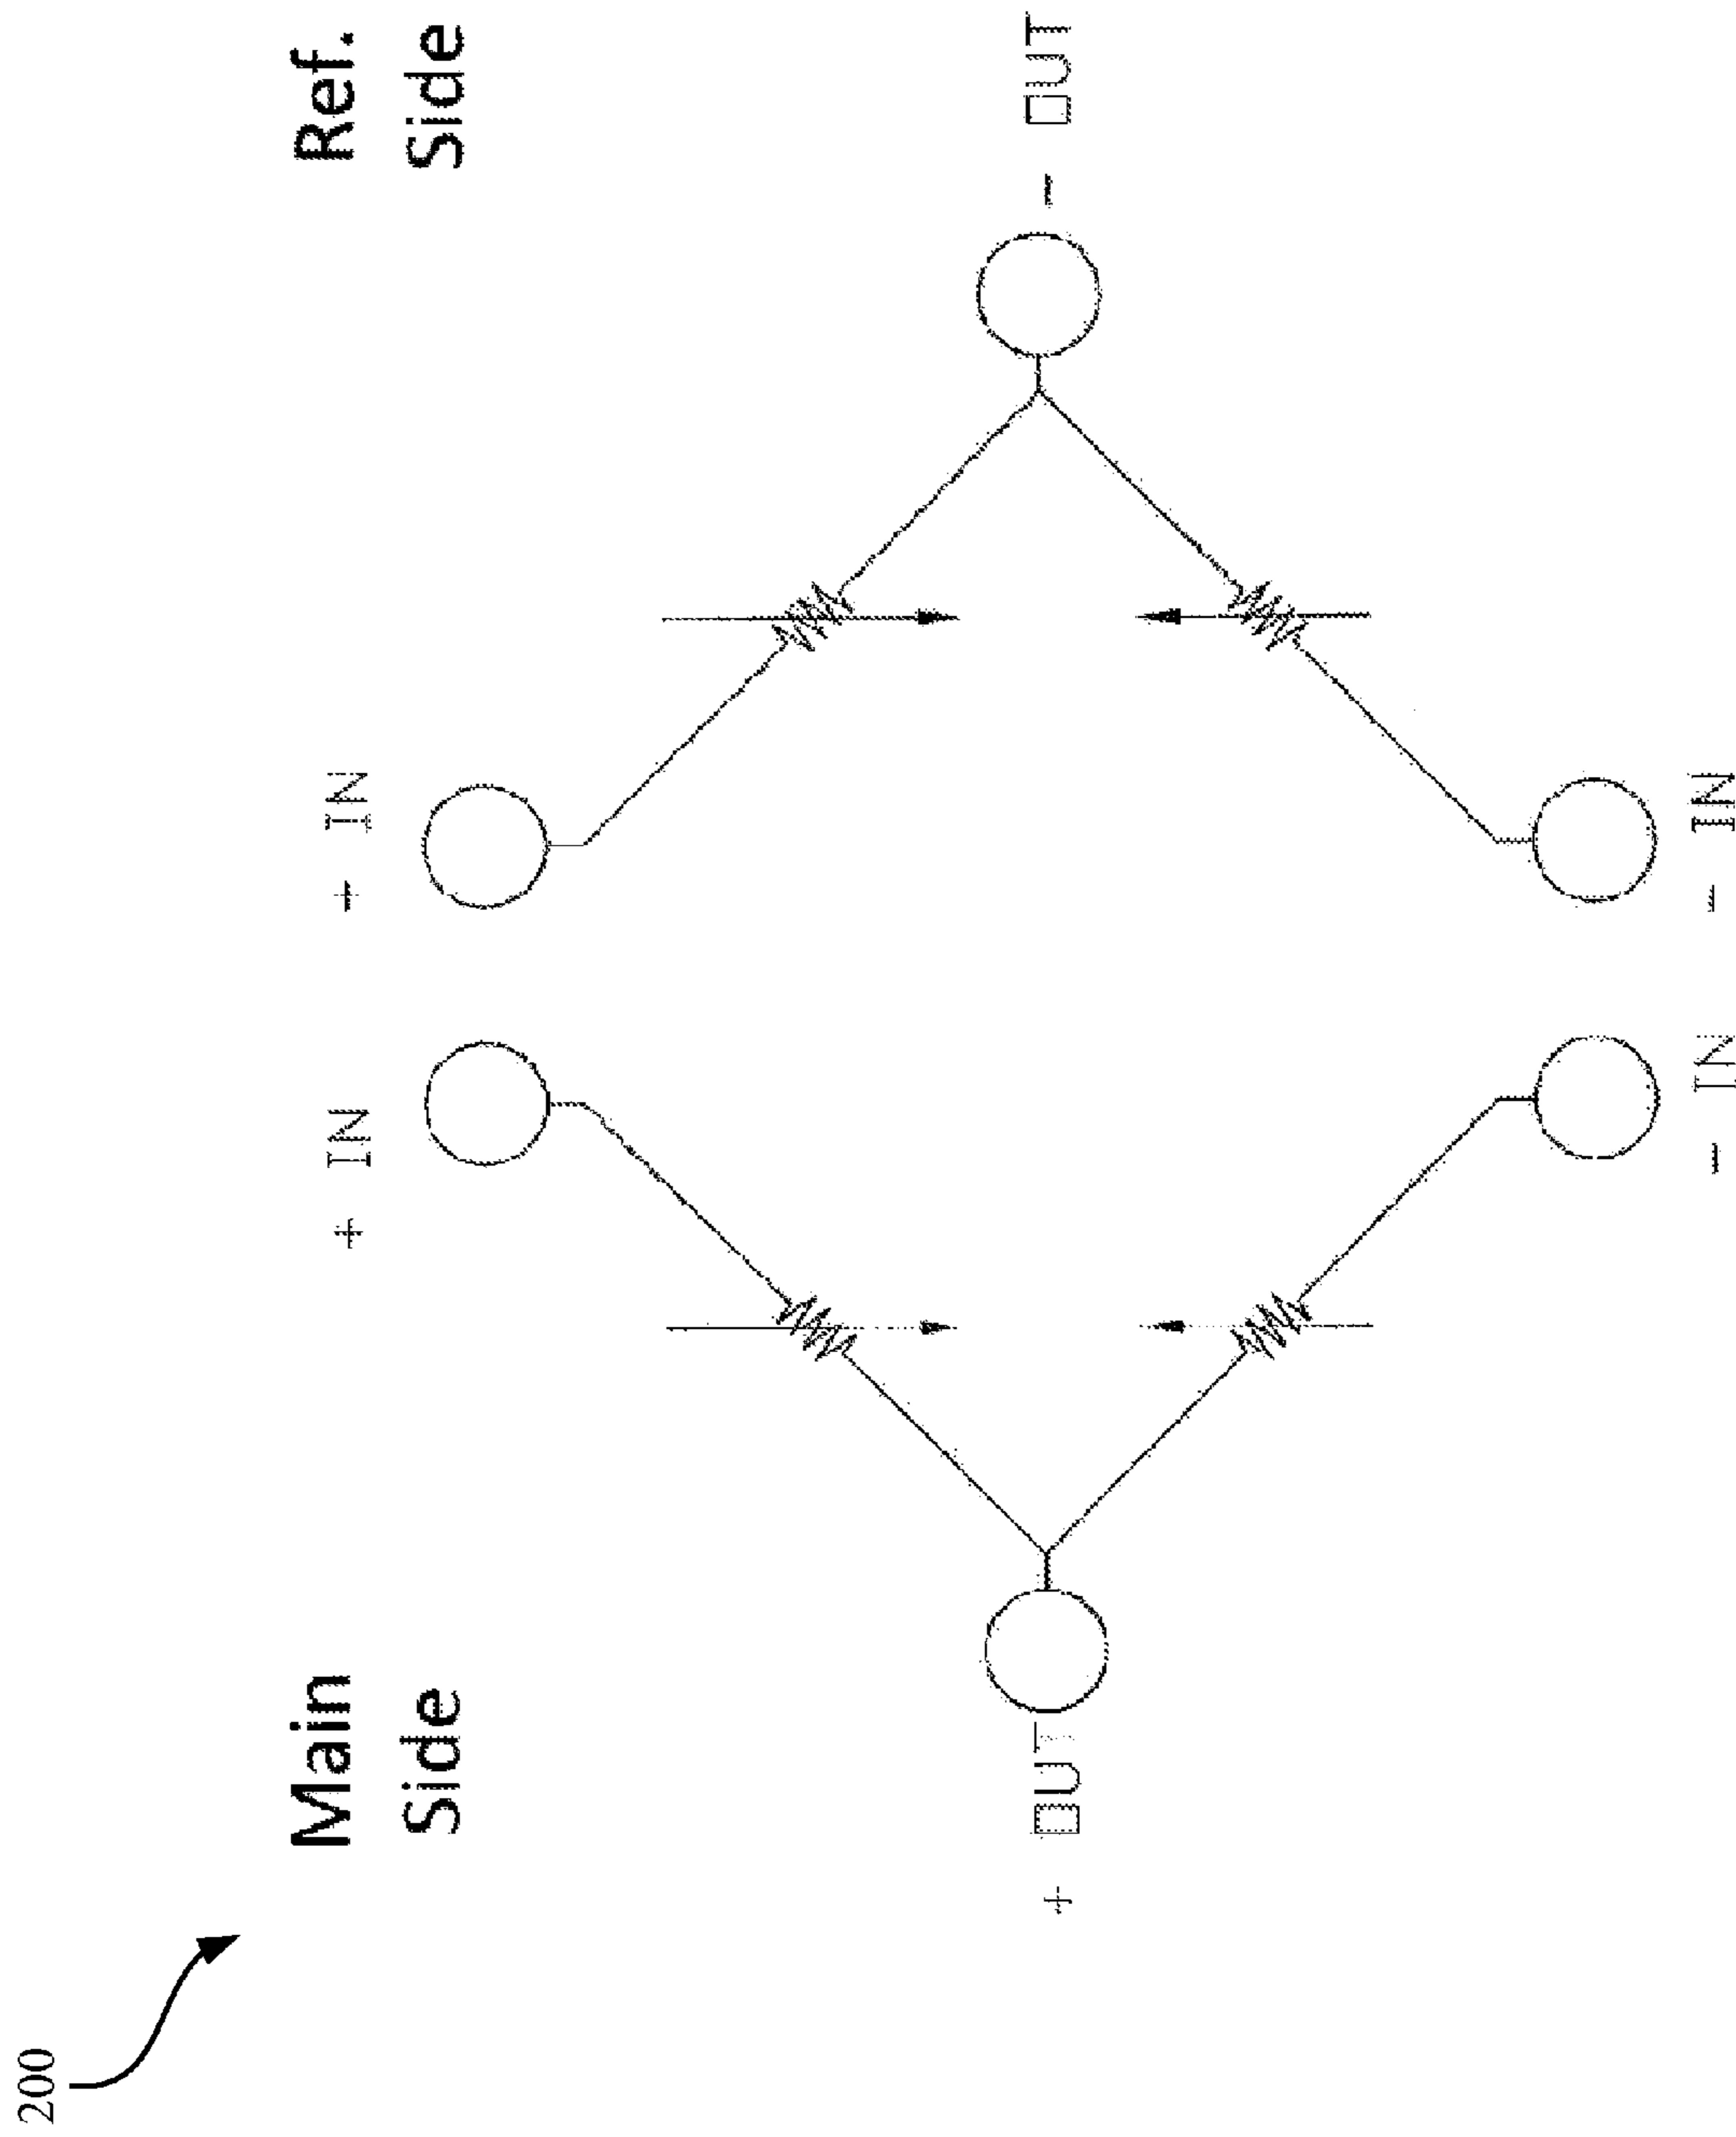 200
Main
Side
Ref.
Side
+ IN
+ IN
+ OUT
- OUT
- IN
- IN